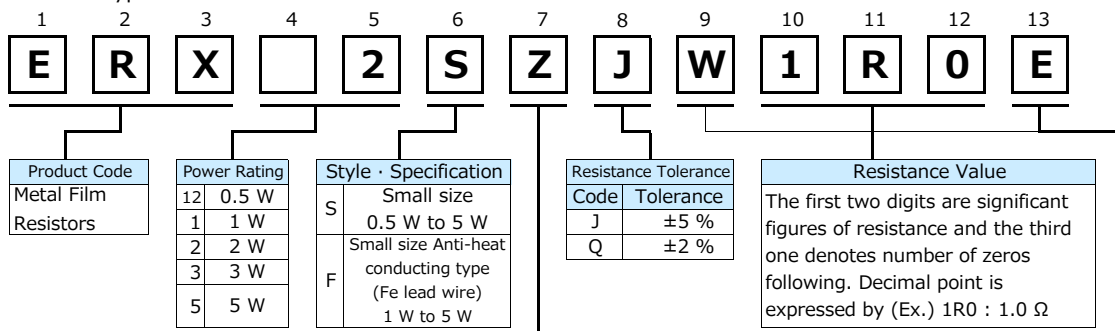 1 2 3 4 5 6 7 8 9 10 11 12 13
E R X 2 S Z J W 1 R 0 E
Product Code
Metal Film
Resistors
Power Rating
12 0.5 W
1 1 W
2 2 W
3 3 W
5 5 W
Style · Specification
S Small size
0.5 W to 5 W
F Small size Anti-heat
conducting type
(Fe lead wire)
1 W to 5 W
Resistance Tolerance
Code Tolerance
J ±5 %
Q ±2 %
Resistance Value
The first two digits are significant
figures of resistance and the third
one denotes number of zeros
following. Decimal point is
expressed by (Ex.) 1R0 : 1.0 Ω